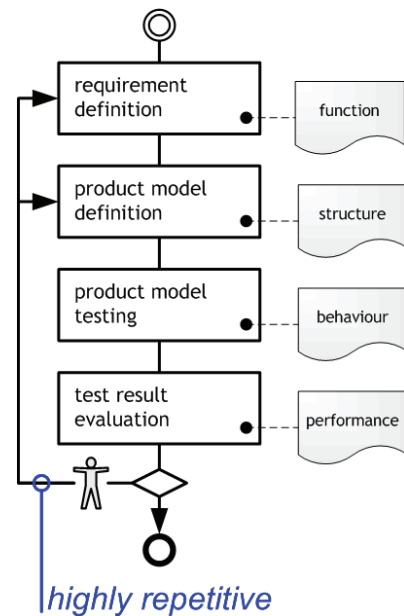 requirement
definition
function
product model
definition
structure
product model
testing
behaviour
test result
evaluation
performance
highly repetitive